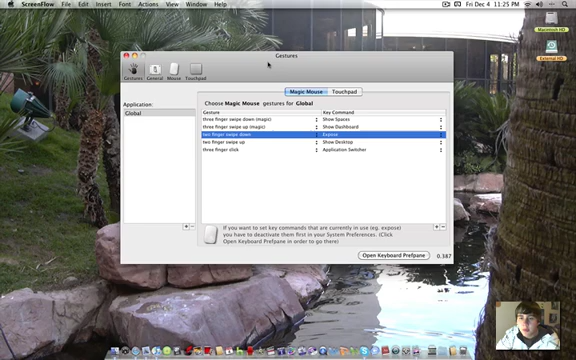 ScreenFlow File Edit Insert Font Actions View Window Help Fri Dec 4 11:25 PM
Macintosh HD
External HD
Gestures
Gestures General Mouse Touchpad
Magic Mouse Touchpad
Application:
Choose Magic Mouse gestures for Global
Global
Gesture Key Command
three finger swipe down (magic) Show Spaces
three finger swipe up (magic) Show Dashboard
two finger swipe down Expose
two finger swipe up Show Desktop
three finger click Application Switcher
If you want to set key commands that are currently in use (eg. expose)
you have to deactivate them first in your System Preferences. (Click
Open Keyboard Prefpane in order to go there)
Open Keyboard Prefpane 0.387